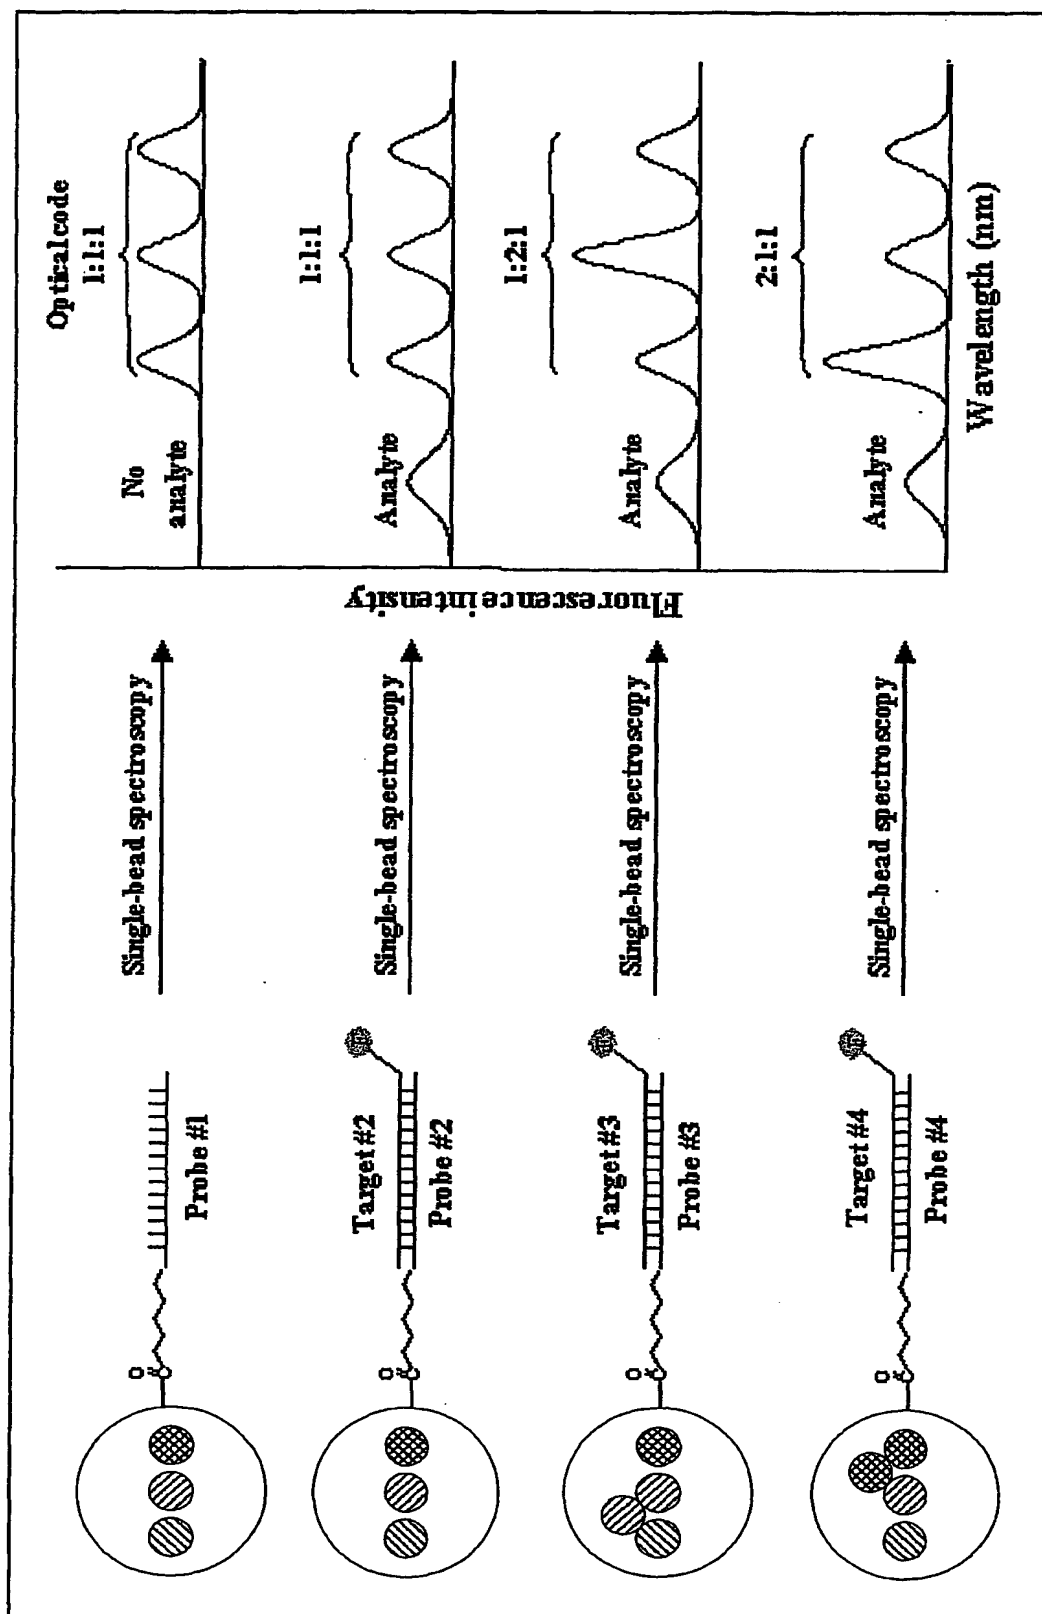 Probe #1
Single-bead spectroscopy
No
analyte
Optical code
1:1:1
Target #2
Probe #2
Single-bead spectroscopy
Analyte
1:1:1
Target #3
Probe #3
Single-bead spectroscopy
Analyte
1:2:1
Target #4
Probe #4
Single-bead spectroscopy
Analyte
2:1:1
Fluorescence intensity
Wavelength (nm)
O
C
O
C
O
C
O
C